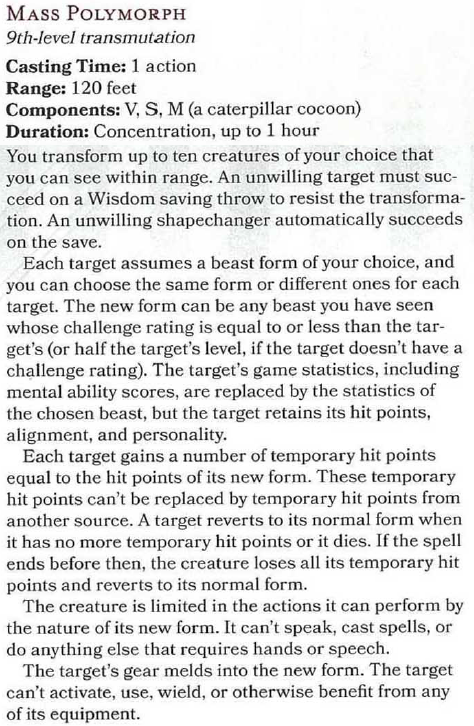 MASS POLYMORPH
9th-level transmutation
Casting Time: 1 action
Range: 120 feet
Components: V, S, M (a caterpillar cocoon)
Duration: Concentration, up to 1 hour
You transform up to ten creatures of your choice that
you can see within range. An unwilling target must suc-
ceed on a Wisdom saving throw to resist the transforma-
tion. An unwilling shapechanger automatically succeeds
on the save.
Each target assumes a beast form of your choice, and
you can choose the same form or different ones for each
target. The new form can be any beast you have seen
whose challenge rating is equal to or less than the tar-
get's (or half the target's level, if the target doesn't have a
challenge rating). The target's game statistics, including
mental ability scores, are replaced by the statistics of
the chosen beast, but the target retains its hit points,
alignment, and personality.
Each target gains a number of temporary hit points
equal to the hit points of its new form. These temporary
hit points can't be replaced by temporary hit points from
another source. A target reverts to its normal form when
it has no more temporary hit points or it dies. If the spell
ends before then, the creature loses all its temporary hit
points and reverts to its normal form.
The creature is limited in the actions it can perform by
the nature of its new form. It can't speak, cast spells, or
do anything else that requires hands or speech.
The target's gear melds into the new form. The target
can't activate, use, wield, or otherwise benefit from any
of its equipment.